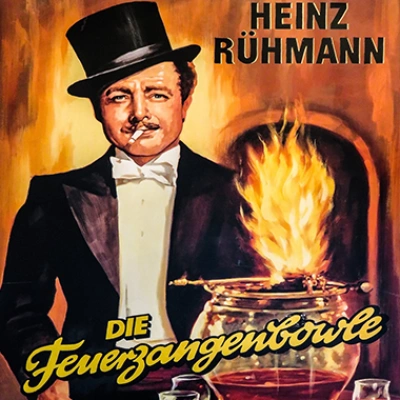 HEINZ
RÜHMANN
DIE
Feuerzangenbowle